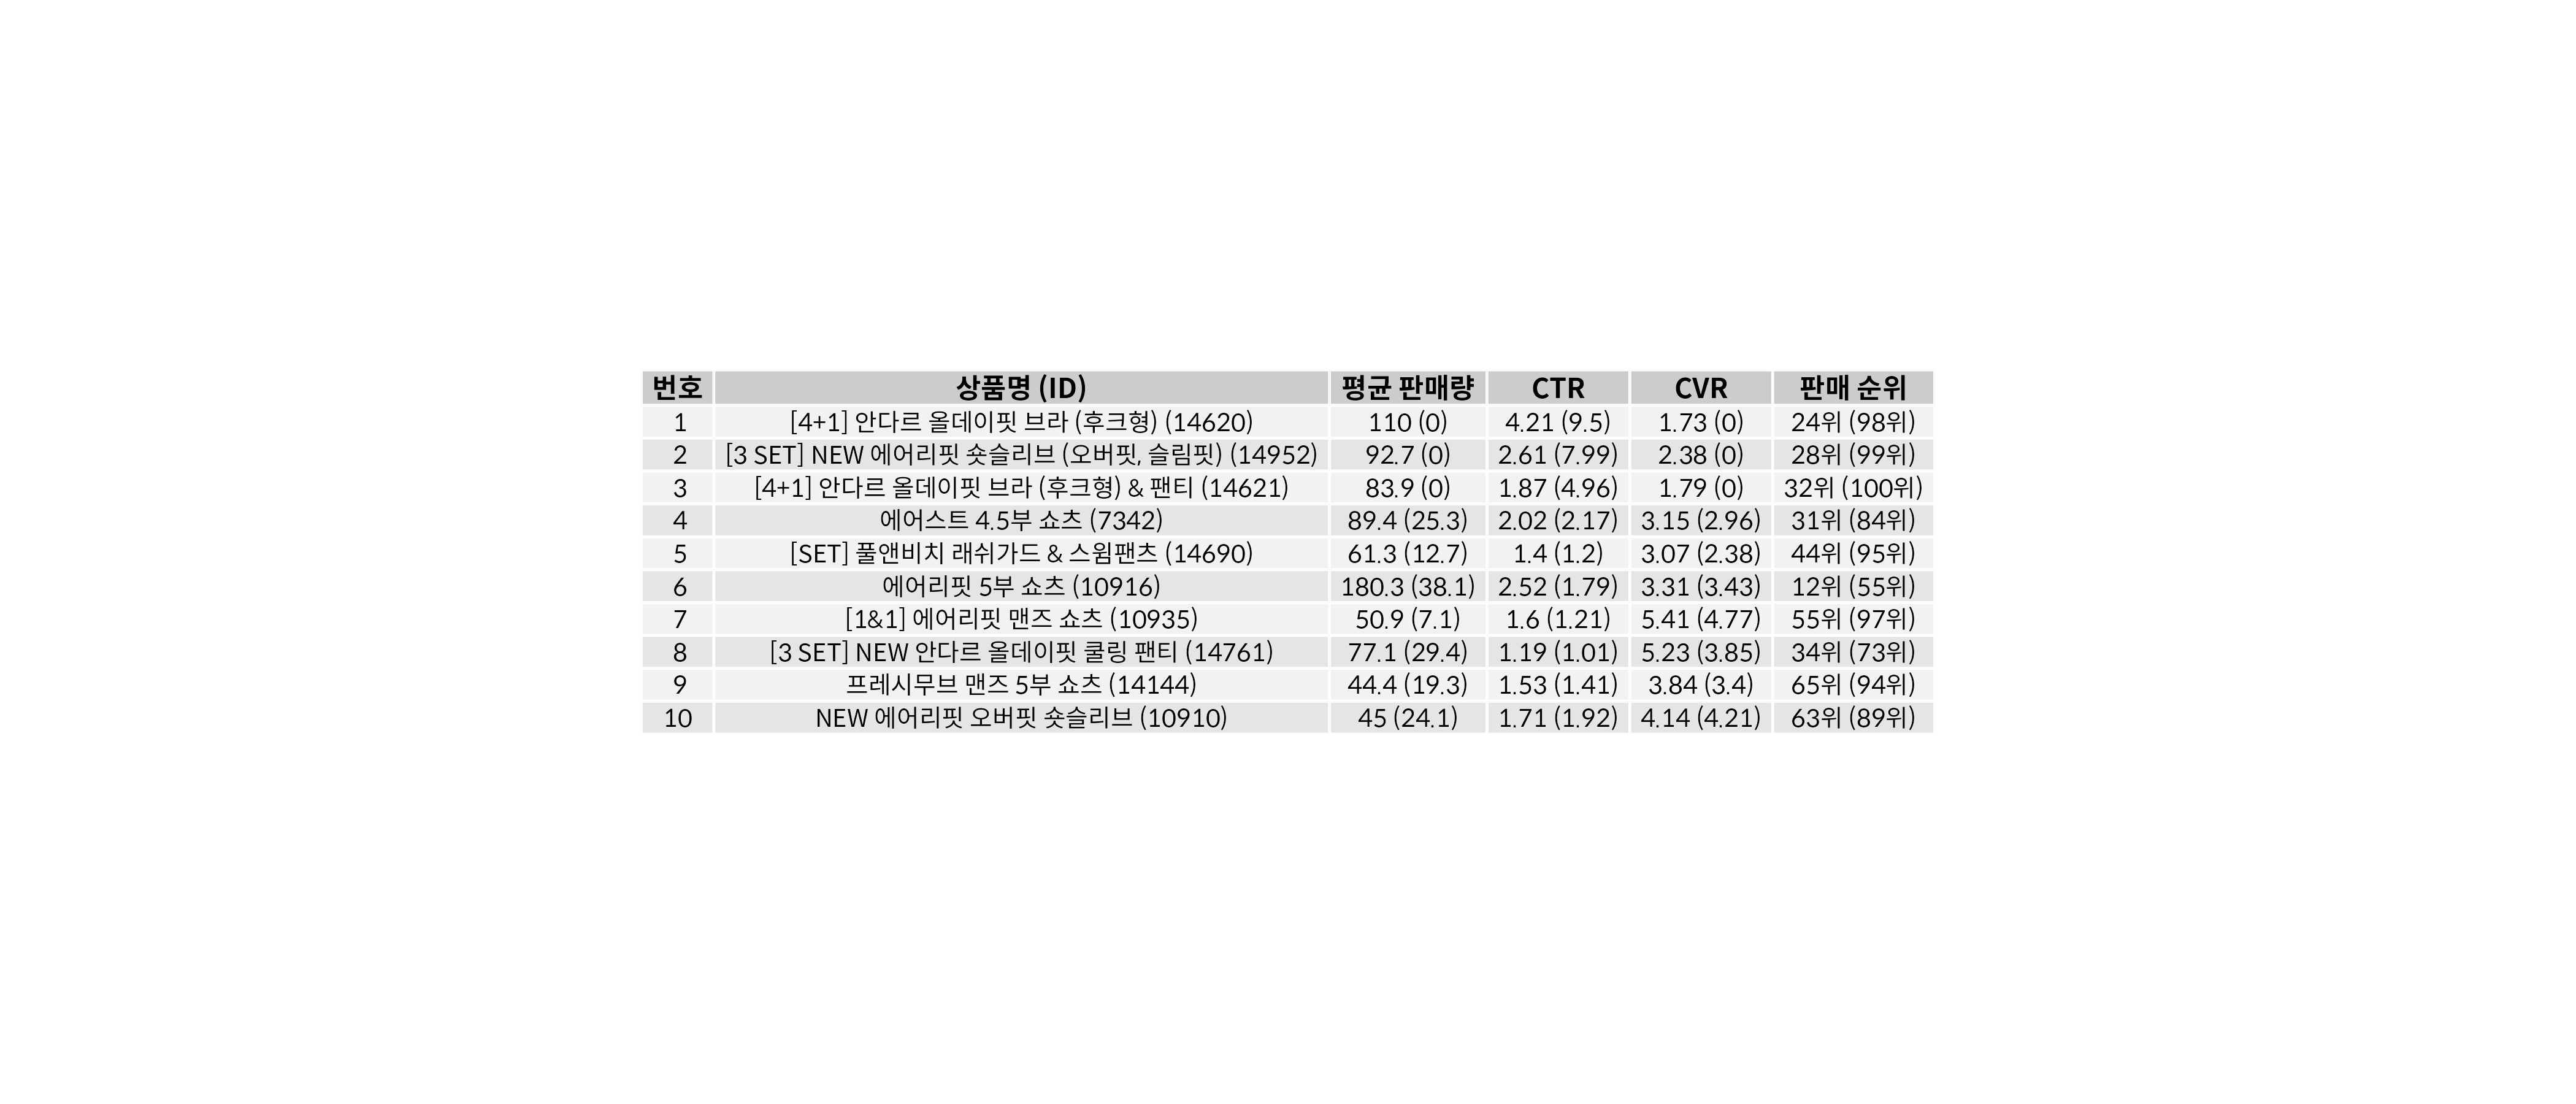 번호 상품명 (ID) 평균 판매량 CTR CVR 판매 순위
1 [4+1] 안다르 올데이핏 브라 (후크형) (14620) 110 (0) 4.21 (9.5) 1.73 (0) 24위 (98위)
2 [3 SET] NEW 에어리핏 숏슬리브 (오버핏, 슬림핏) (14952) 92.7 (0) 2.61 (7.99) 2.38 (0) 28위 (99위)
3 [4+1] 안다르 올데이핏 브라 (후크형) & 팬티 (14621) 83.9 (0) 1.87 (4.96) 1.79 (0) 32위 (100위)
4 에어스트 4.5부 쇼츠 (7342) 89.4 (25.3) 2.02 (2.17) 3.15 (2.96) 31위 (84위)
5 [SET] 풀앤비치 래쉬가드 & 스윔팬츠 (14690) 61.3 (12.7) 1.4 (1.2) 3.07 (2.38) 44위 (95위)
6 에어리핏 5부 쇼츠 (10916) 180.3 (38.1) 2.52 (1.79) 3.31 (3.43) 12위 (55위)
7 [1&1] 에어리핏 맨즈 쇼츠 (10935) 50.9 (7.1) 1.6 (1.21) 5.41 (4.77) 55위 (97위)
8 [3 SET] NEW 안다르 올데이핏 쿨링 팬티 (14761) 77.1 (29.4) 1.19 (1.01) 5.23 (3.85) 34위 (73위)
9 프레시무브 맨즈 5부 쇼츠 (14144) 44.4 (19.3) 1.53 (1.41) 3.84 (3.4) 65위 (94위)
10 NEW 에어리핏 오버핏 숏슬리브 (10910) 45 (24.1) 1.71 (1.92) 4.14 (4.21) 63위 (89위)